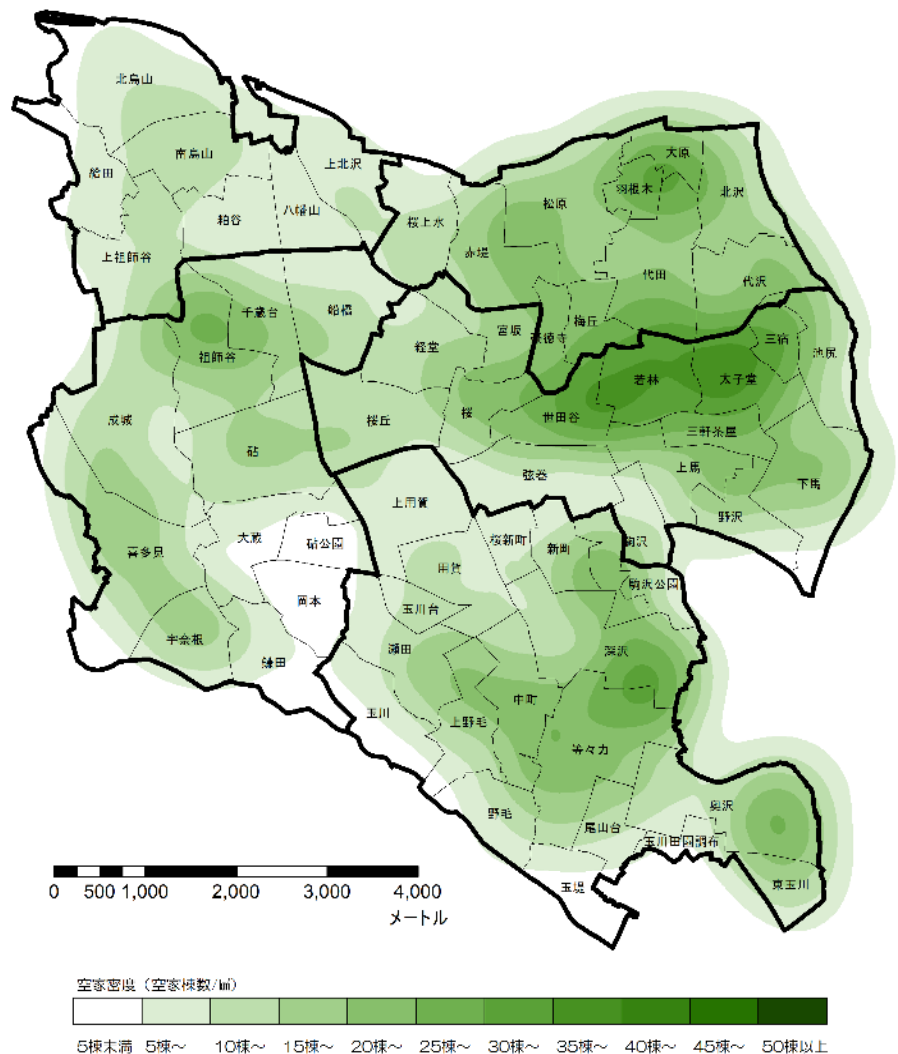 北烏山
給田
南烏山
上北沢
粕谷
八幡山
上祖師谷
桜上水
赤堤
松原
大原
羽根木
北沢
代田
代沢
梅丘
豪徳寺
宮坂
千歳台
船橋
経堂
祖師谷
三宿
池尻
若林
太子堂
成城
桜丘
桜
世田谷
三軒茶屋
砧
弦巻
上馬
下馬
野沢
上用賀
大蔵
砧公園
喜多見
岡本
用賀
桜新町
新町
駒沢
駒沢公園
玉川台
宇奈根
鎌田
瀬田
深沢
玉川
上野毛
中町
等々力
野毛
尾山台
奥沢
玉川田園調布
東玉川
玉堤
0 500 1,000 2,000 3,000 4,000
メートル
空家密度（空家棟数/㎢）
5棟未満 5棟～ 10棟～ 15棟～ 20棟～ 25棟～ 30棟～ 35棟～ 40棟～ 45棟～ 50棟以上